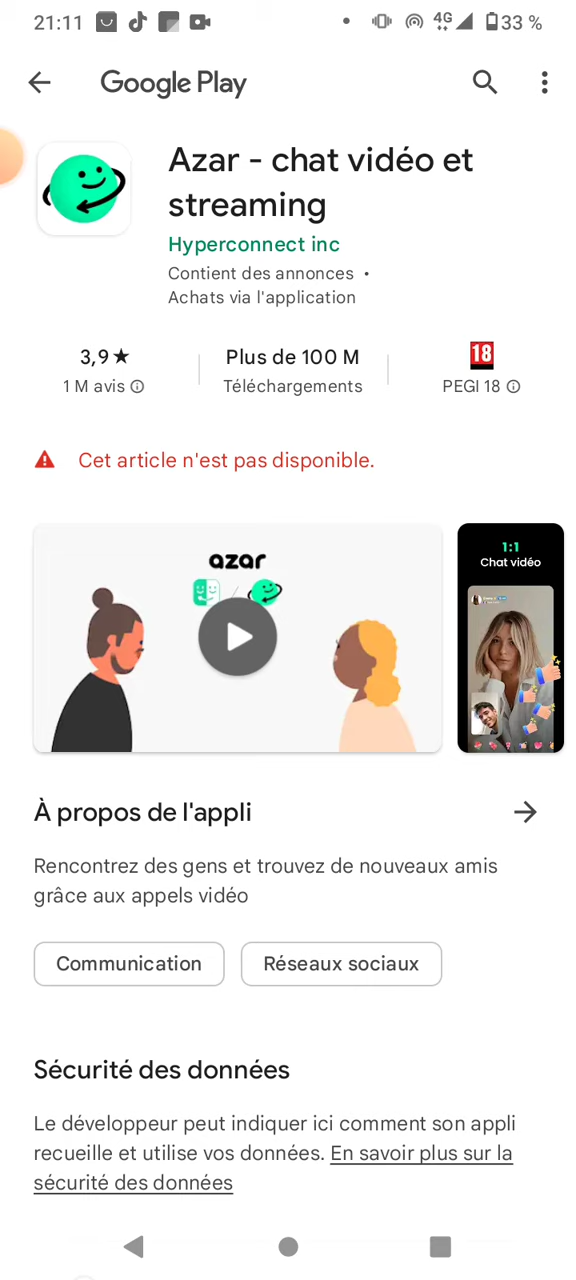 21:11 4G 33 %
Google Play
Azar - chat vidéo et
streaming
Hyperconnect inc
Contient des annonces •
Achats via l'application
3,9★ Plus de 100 M 18
1 M avis Téléchargements PEGI 18
Cet article n'est pas disponible.
azar
1:1
Chat vidéo
À propos de l'appli
Rencontrez des gens et trouvez de nouveaux amis
grâce aux appels vidéo
Communication Réseaux sociaux
Sécurité des données
Le développeur peut indiquer ici comment son appli
recueille et utilise vos données. En savoir plus sur la
sécurité des données